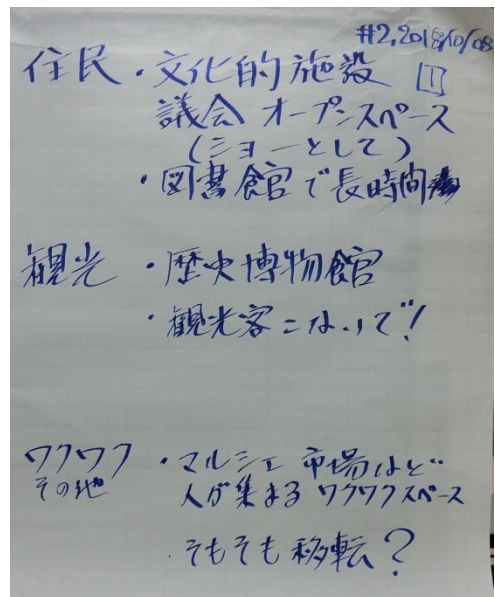 #2, 2018/10/08
住民・文化的施設 1
議会 オープンスペース
(ショーとして)
・図書館で長時間
観光・歴史博物館
・観光客こないで!
ワクワク・マルシェ 市場など
その他 人が集まる ワクワクスペース
・そもそも移転?